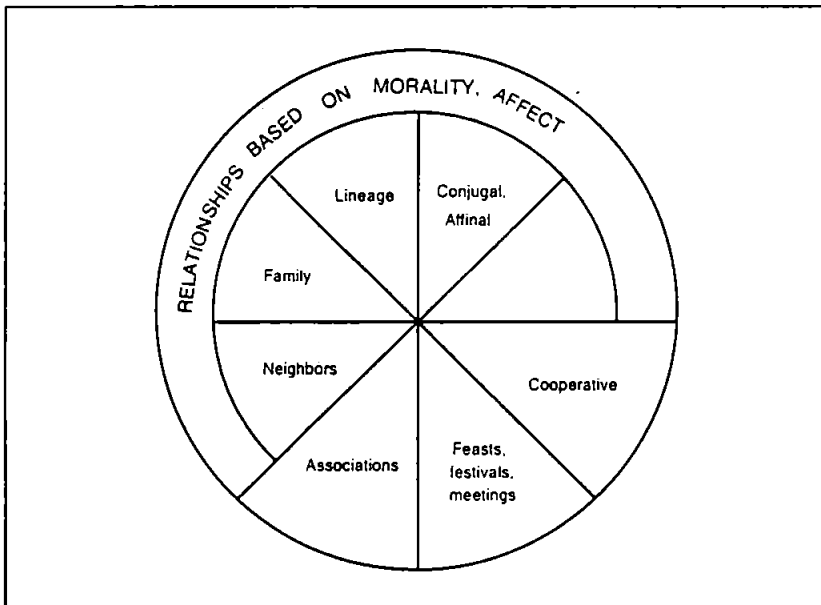 RELATIONSHIPS BASED ON MORALITY, AFFECT
Lineage
Conjugal,
Affinal
Family
Neighbors
Cooperative
Associations
Feasts,
festivals,
meetings